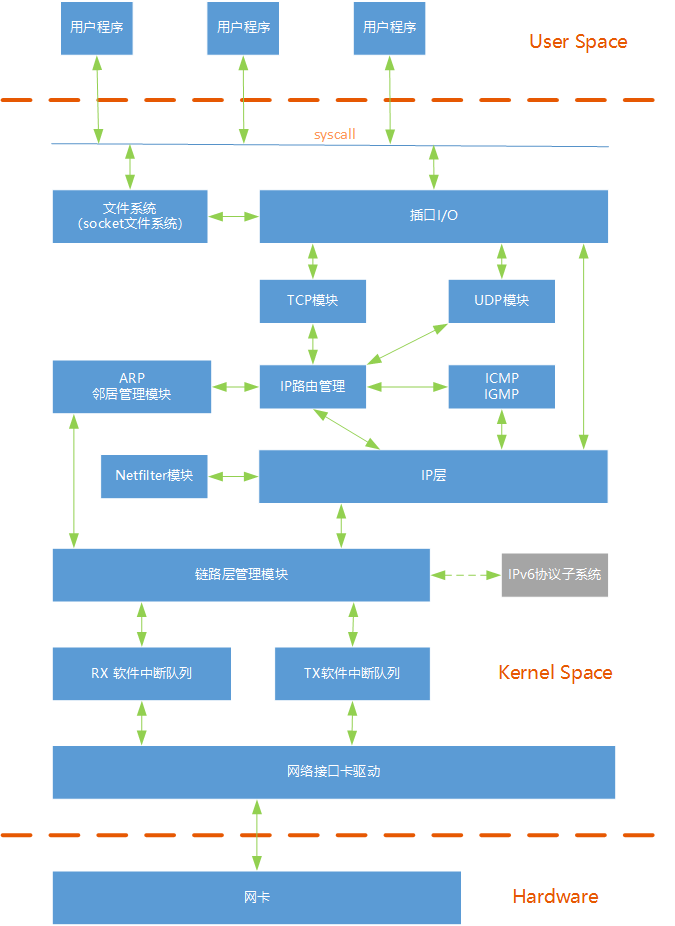 用户程序
用户程序
用户程序
User Space
syscall
文件系统
（socket文件系统）
插口I/O
TCP模块
UDP模块
ARP
邻居管理模块
IP路由管理
ICMP
IGMP
Netfilter模块
IP层
链路层管理模块
IPv6协议子系统
RX 软件中断队列
TX软件中断队列
Kernel Space
网络接口卡驱动
网卡
Hardware